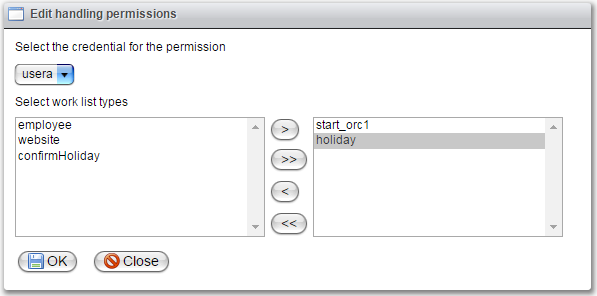 Edit handling permissions
Select the credential for the permission
usera
Select work list types
employee
website
confirmHoliday
>
>>
<
<<
start_orc1
holiday
OK
Close